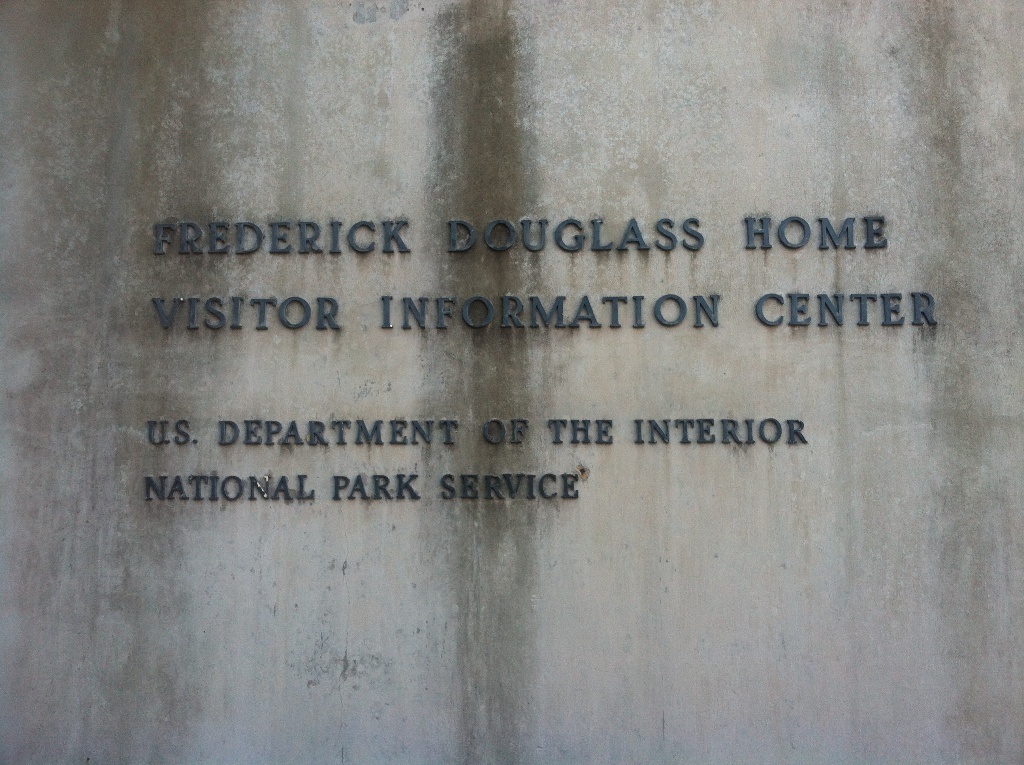 FREDERICK DOUGLASS HOME
VISITOR INFORMATION CENTER
U.S. DEPARTMENT OF THE INTERIOR
NATIONAL PARK SERVICE